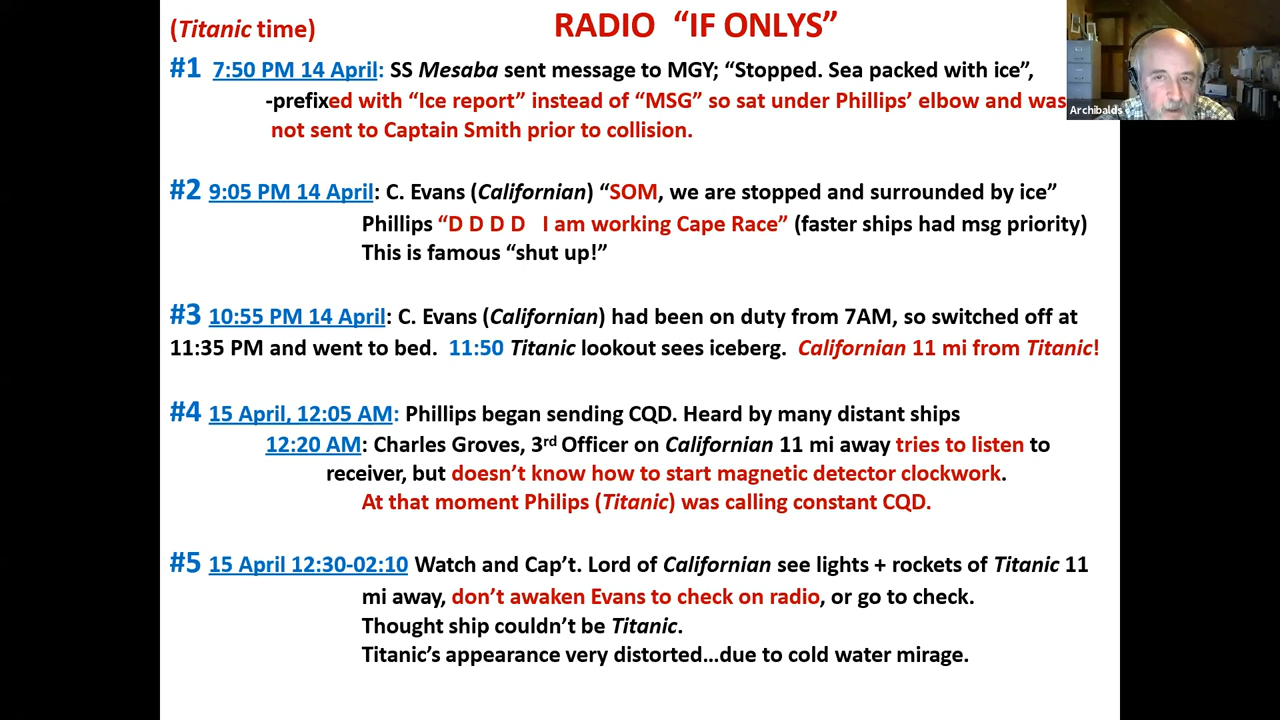 (Titanic time)
RADIO “IF ONLYS”
#1 7:50 PM 14 April: SS Mesaba sent message to MGY; “Stopped. Sea packed with ice”,
-prefixed with “Ice report” instead of “MSG” so sat under Phillips’ elbow and was
not sent to Captain Smith prior to collision.
Archibalds
#2 9:05 PM 14 April: C. Evans (Californian) “SOM, we are stopped and surrounded by ice”
Phillips “D D D D I am working Cape Race” (faster ships had msg priority)
This is famous “shut up!”
#3 10:55 PM 14 April: C. Evans (Californian) had been on duty from 7AM, so switched off at
11:35 PM and went to bed. 11:50 Titanic lookout sees iceberg. Californian 11 mi from Titanic!
#4 15 April, 12:05 AM: Phillips began sending CQD. Heard by many distant ships
12:20 AM: Charles Groves, 3rd Officer on Californian 11 mi away tries to listen to
receiver, but doesn’t know how to start magnetic detector clockwork.
At that moment Philips (Titanic) was calling constant CQD.
#5 15 April 12:30-02:10 Watch and Cap’t. Lord of Californian see lights + rockets of Titanic 11
mi away, don’t awaken Evans to check on radio, or go to check.
Thought ship couldn’t be Titanic.
Titanic’s appearance very distorted…due to cold water mirage.